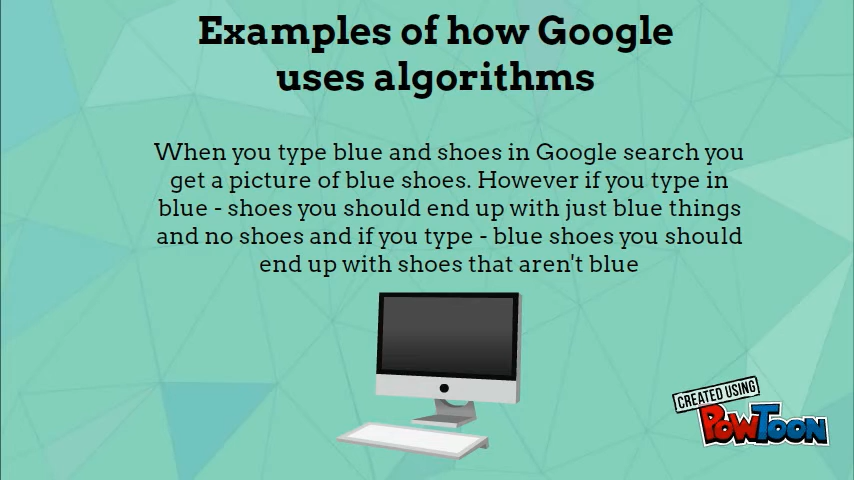 Examples of how Google
uses algorithms
When you type blue and shoes in Google search you
get a picture of blue shoes. However if you type in
blue - shoes you should end up with just blue things
and no shoes and if you type - blue shoes you should
end up with shoes that aren't blue
CREATED USING
POWTOON